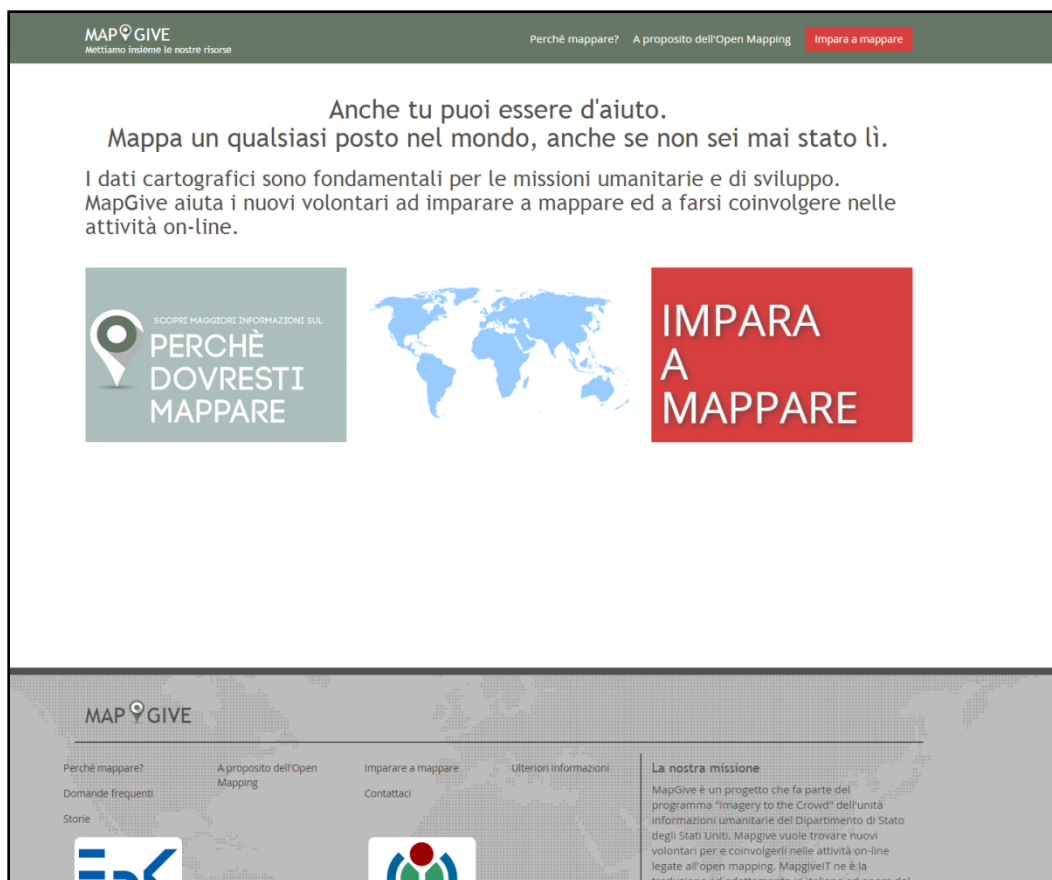 MAP GIVE
Mettiamo insieme le nostre risorse
Perché mappare? A proposito dell'Open Mapping Impara a mappare
Anche tu puoi essere d'aiuto.
Mappa un qualsiasi posto nel mondo, anche se non sei mai stato lì.
I dati cartografici sono fondamentali per le missioni umanitarie e di sviluppo.
MapGive aiuta i nuovi volontari ad imparare a mappare ed a farsi coinvolgere nelle
attività on-line.
SCOPRI MAGGIORI INFORMAZIONI SUL
PERCHÈ
DOVRESTI
MAPPARE
IMPARA
A
MAPPARE
MAP GIVE
Perché mappare?
Domande frequenti
Storie
A proposito dell'Open
Mapping
Imparare a mappare
Contattaci
Ulteriori informazioni
La nostra missione
MapGive è un progetto che fa parte del
programma "Imagery to the Crowd" dell'unità
informazioni umanitarie del Dipartimento di Stato
degli Stati Uniti. Mapgive vuole trovare nuovi
volontari per e coinvolgerli nelle attività on-line
legate all'open mapping. MapgiveIT ne è la